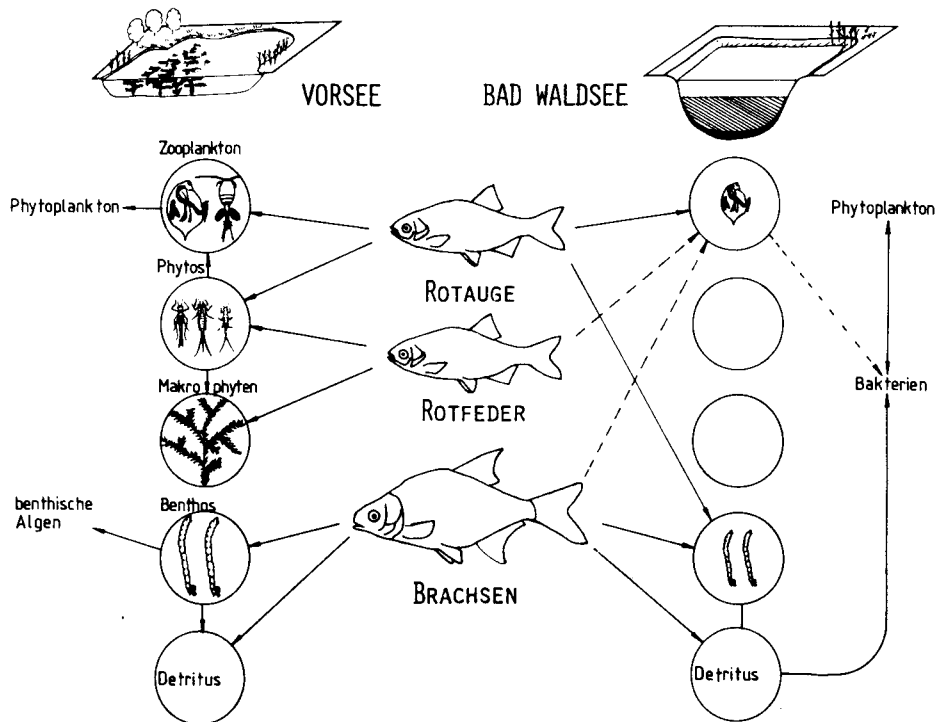 VORSEE
BAD WALDSEE
Zooplankton
Phytoplankton
Phytoplankton
Phytos
ROTAUGE
Makrophyten
ROTFEDER
Bakterien
benthische
Algen
Benthos
BRACHSEN
Detritus
Detritus